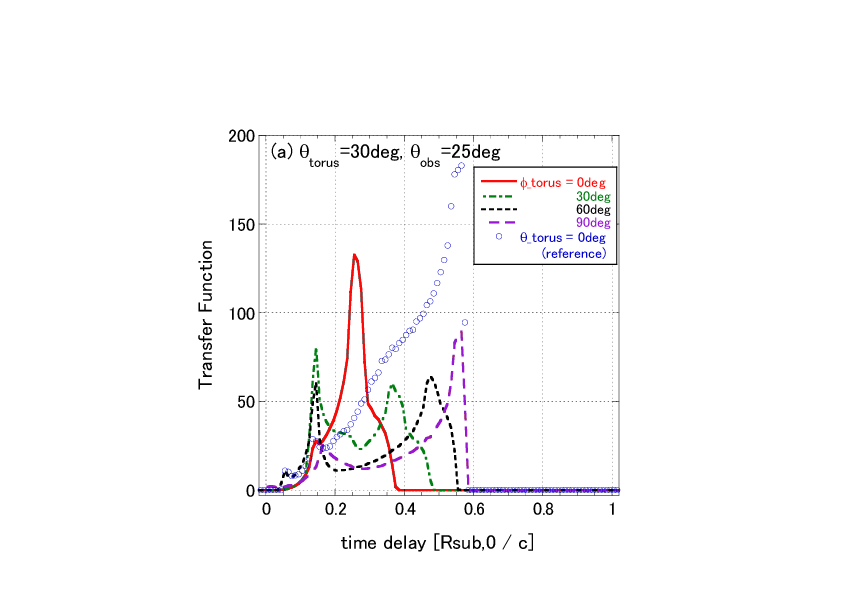 200
150
100
50
0
Transfer Function
(a) θtorus=30deg, θobs=25deg
ϕ_torus = 0deg
30deg
60deg
90deg
θ_torus = 0deg
(reference)
0 0.2 0.4 0.6 0.8 1
time delay [Rsub,0 / c]